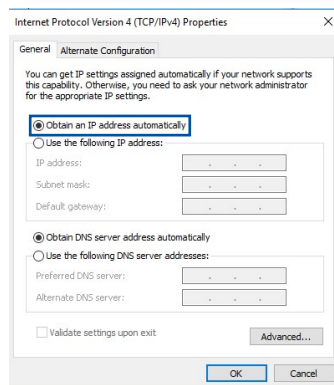 Internet Protocol Version 4 (TCP/IPv4) Properties
General
Alternate Configuration
You can get IP settings assigned automatically if your network supports
this capability. Otherwise, you need to ask your network administrator
for the appropriate IP settings.
Obtain an IP address automatically
Use the following IP address:
IP address:
Subnet mask:
Default gateway:
Obtain DNS server address automatically
Use the following DNS server addresses:
Preferred DNS server:
Alternate DNS server:
Validate settings upon exit
Advanced...
OK
Cancel